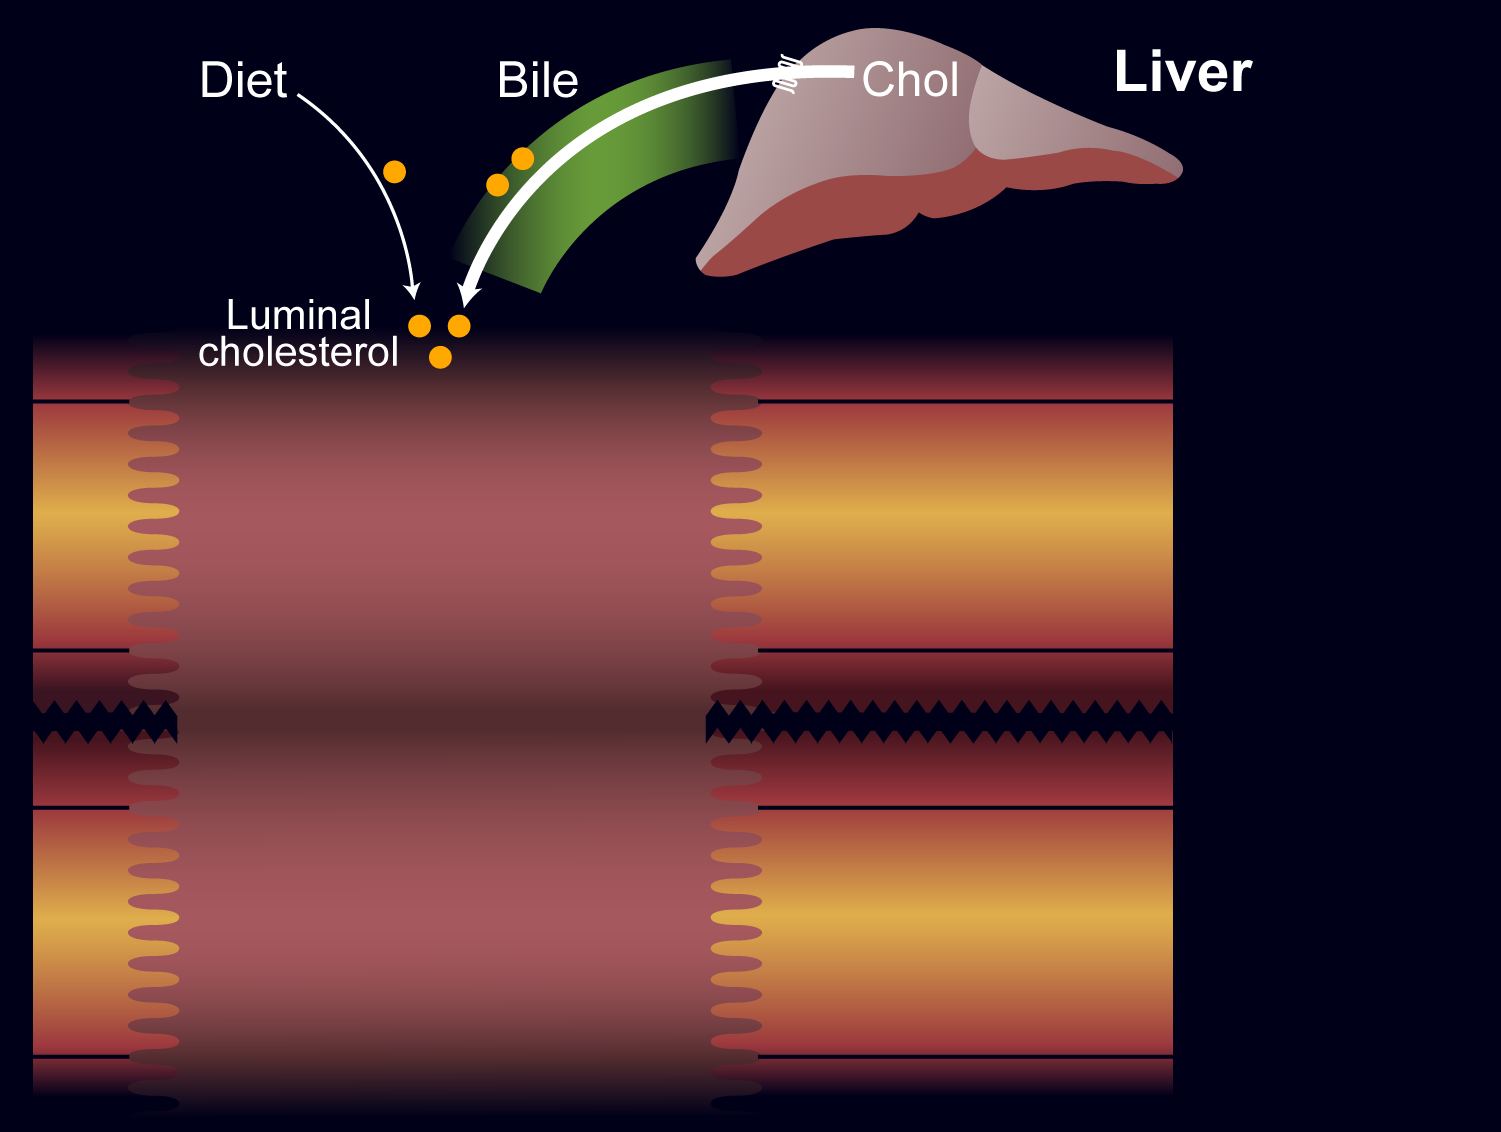 Diet
Bile
Chol
Liver
Luminal
cholesterol